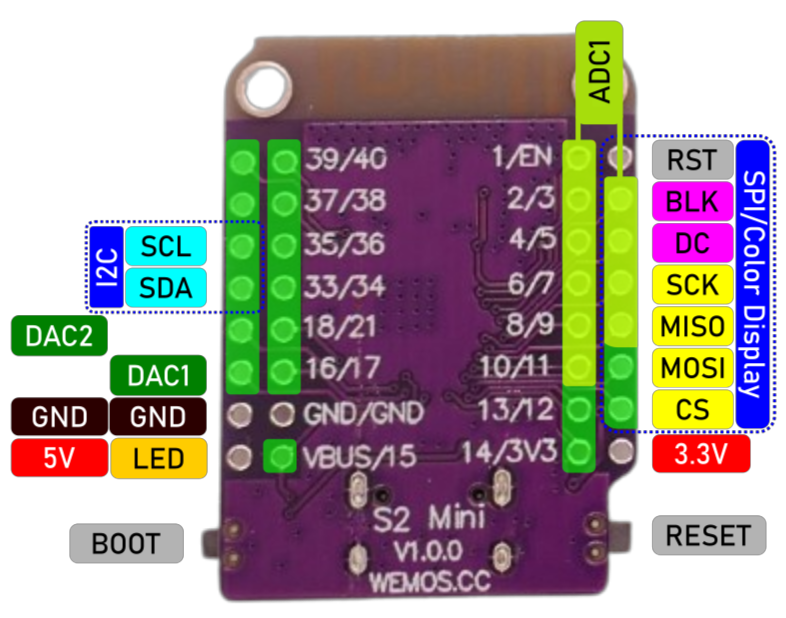 ADC1
39/40
1/EN
RST
37/38
2/3
BLK
I2C
SCL
35/36
4/5
DC
SPI/Color Display
SDA
33/34
6/7
SCK
DAC2
18/21
8/9
MISO
DAC1
16/17
10/11
MOSI
GND
GND
GND/GND
13/12
CS
5V
LED
VBUS/15
14/3V3
3.3V
BOOT
S2 Mini
RESET
V1.0.0
WEMOS.CC